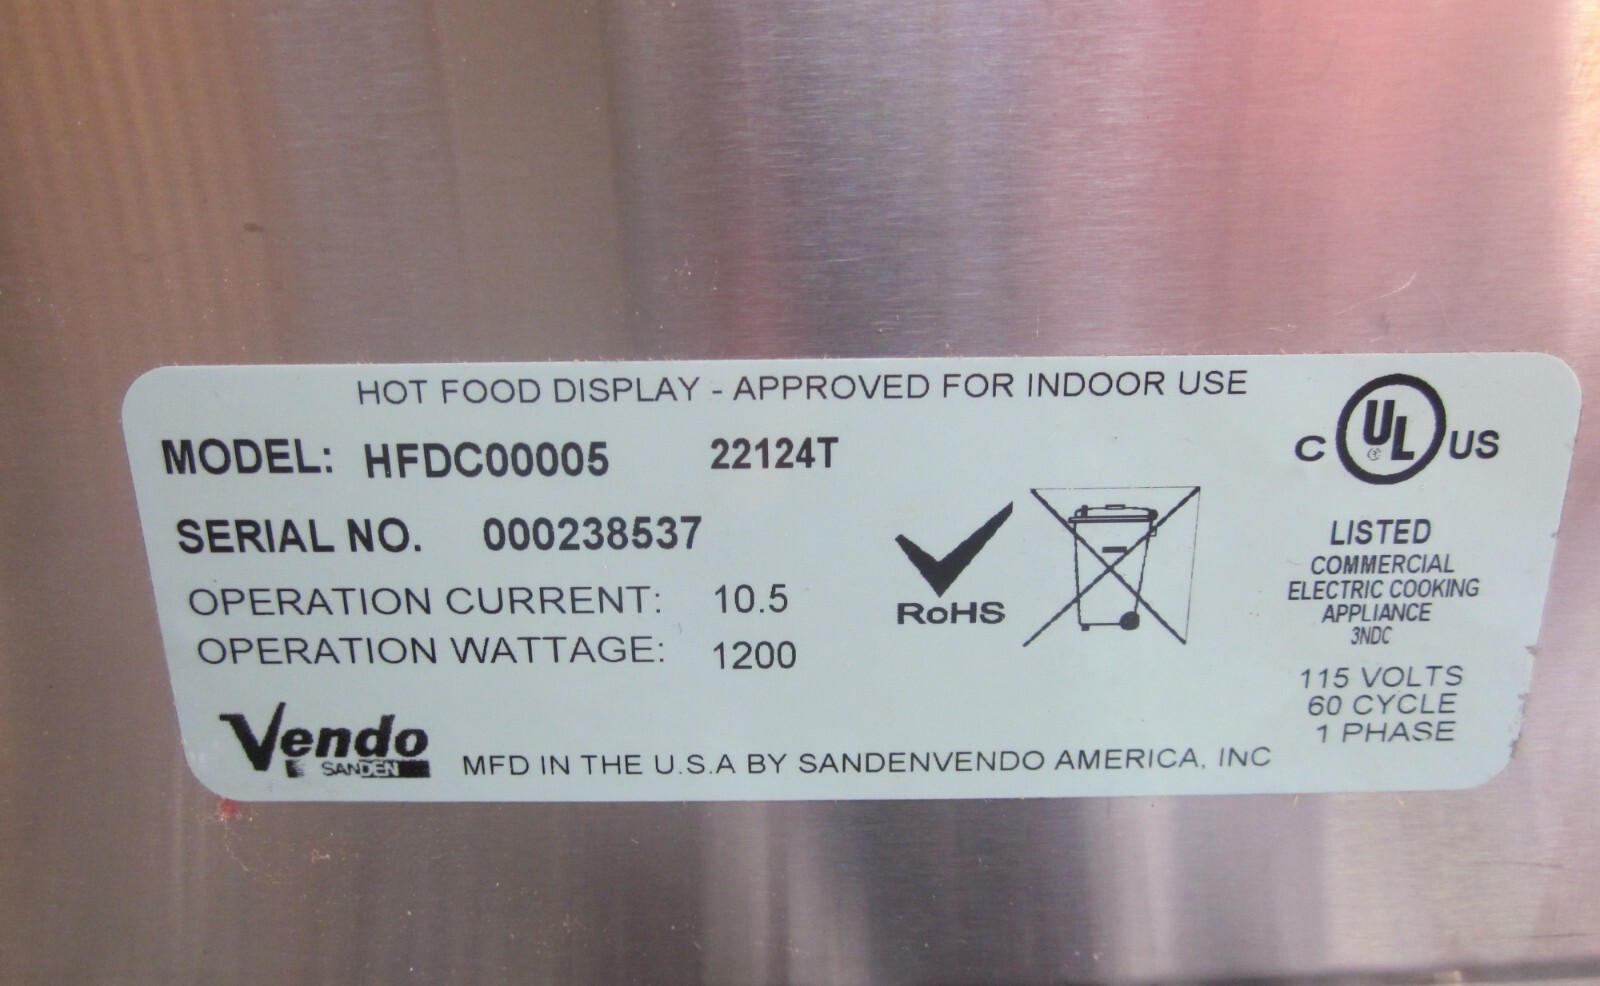 HOT FOOD DISPLAY - APPROVED FOR INDOOR USE
MODEL: HFDC00005 22124T
SERIAL NO. 000238537
OPERATION CURRENT: 10.5
OPERATION WATTAGE: 1200
RoHS
C UL US
LISTED
COMMERCIAL
ELECTRIC COOKING
APPLIANCE
3NDC
115 VOLTS
60 CYCLE
1 PHASE
Vendo
SANDEN
MFD IN THE U.S.A BY SANDENVENDO AMERICA, INC